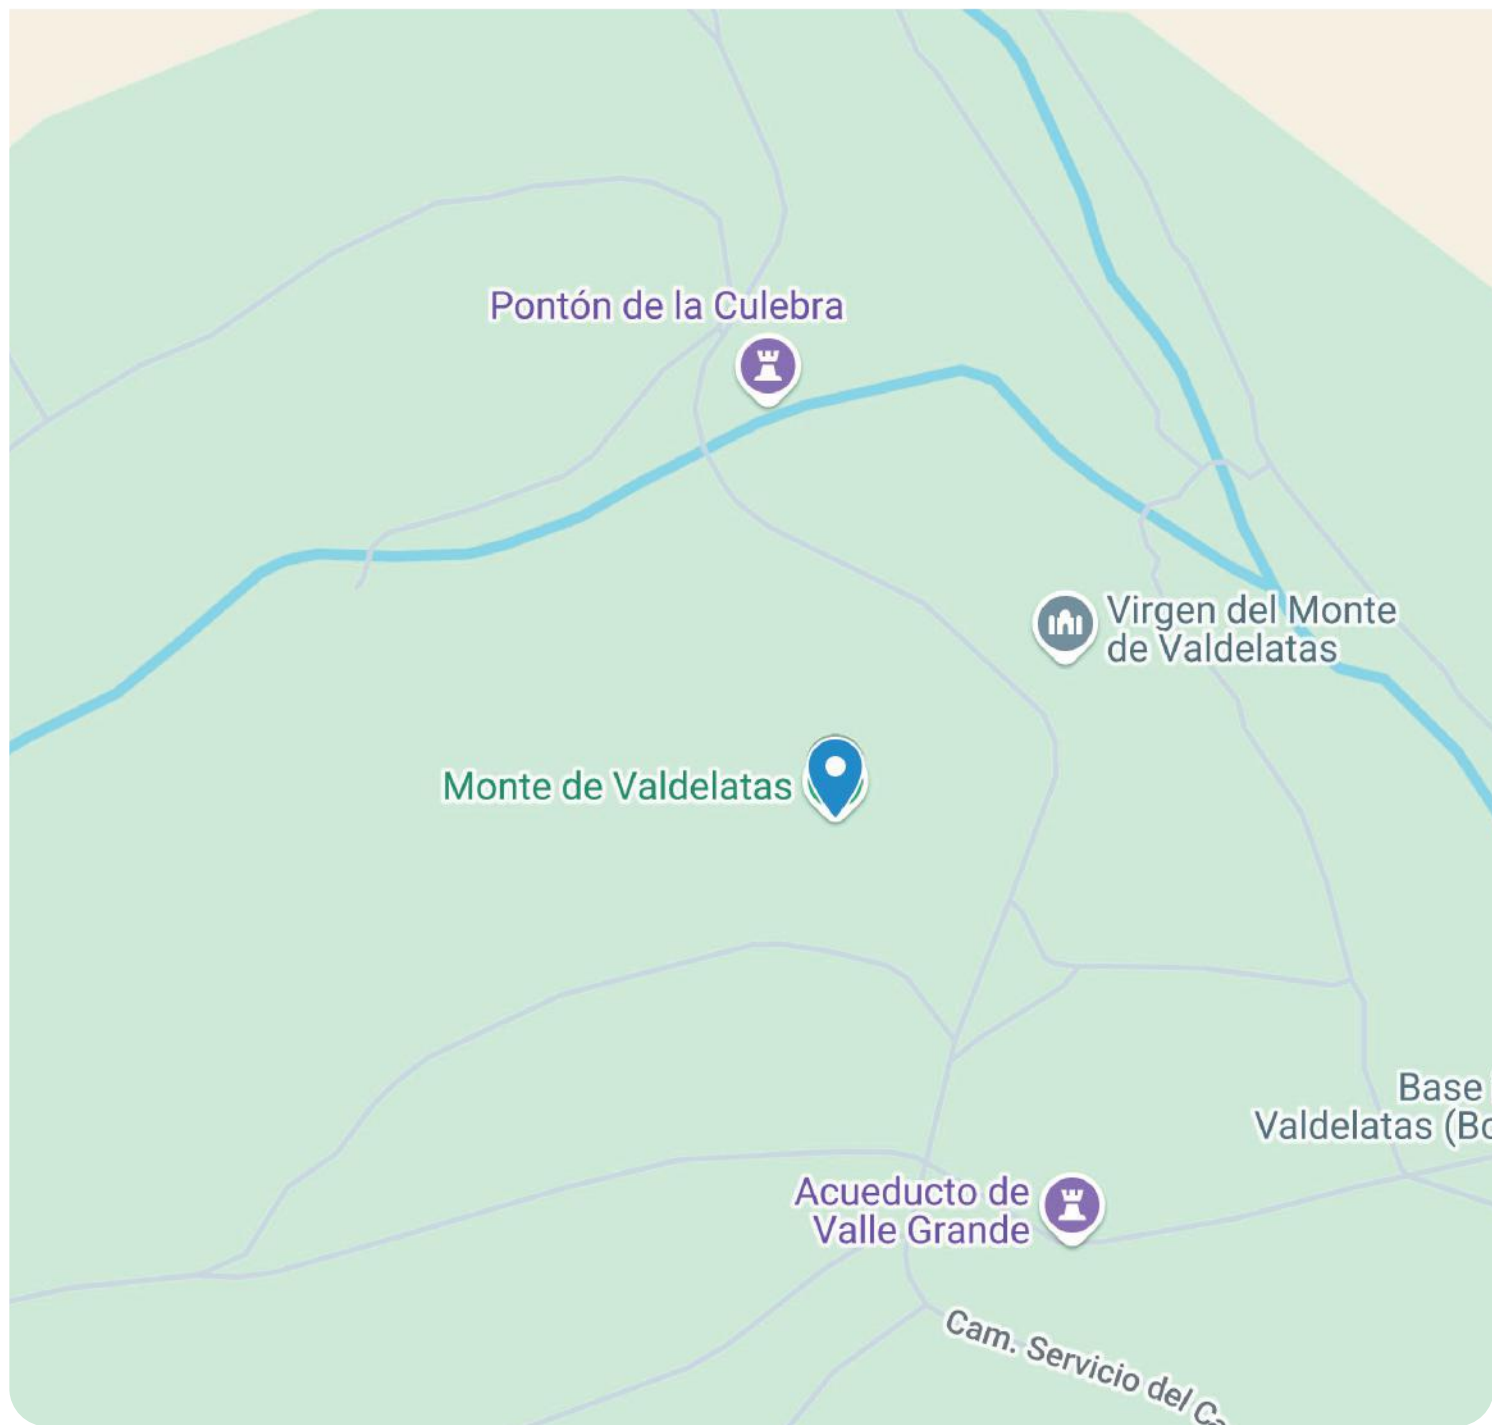 Pontón de la Culebra
Virgen del Monte
de Valdelatas
Monte de Valdelatas
Base
Valdelatas (Bo
Acueducto de
Valle Grande
Cam. Servicio del Ca